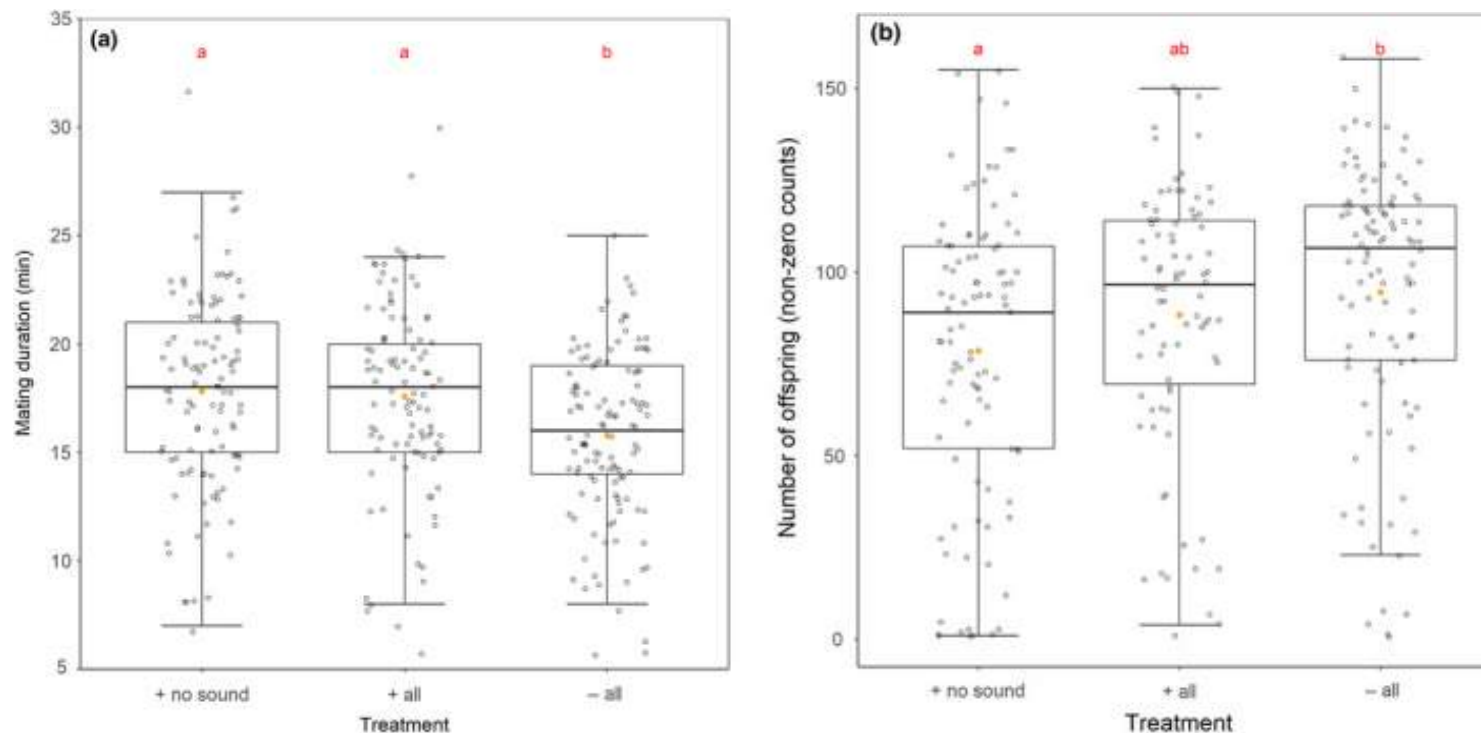 (a)
a a b
35
30
25
20
15
10
5
Mating duration (min)
+ no sound + all – all
Treatment
(b)
a ab b
150
100
50
0
Number of offspring (non-zero counts)
+ no sound + all – all
Treatment